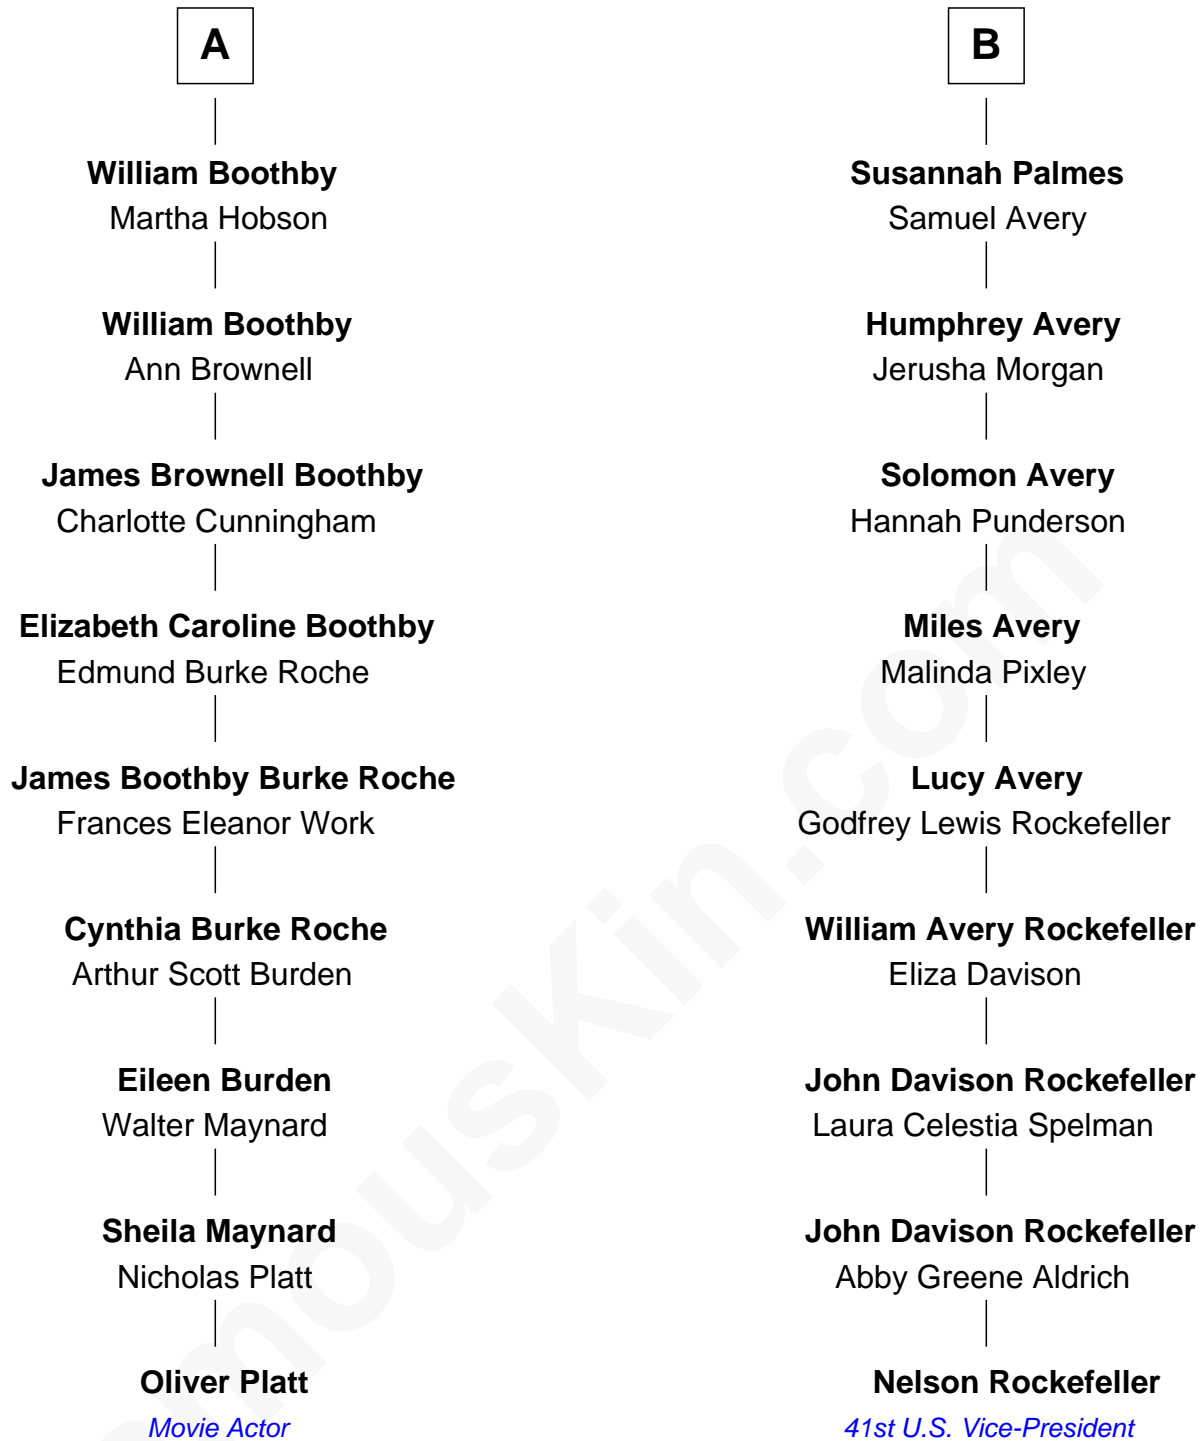 A
William Boothby
Martha Hobson
William Boothby
Ann Brownell
James Brownell Boothby
Charlotte Cunningham
Elizabeth Caroline Boothby
Edmund Burke Roche
James Boothby Burke Roche
Frances Eleanor Work
Cynthia Burke Roche
Arthur Scott Burden
Eileen Burden
Walter Maynard
Sheila Maynard
Nicholas Platt
Oliver Platt
Movie Actor
B
Susannah Palmes
Samuel Avery
Humphrey Avery
Jerusha Morgan
Solomon Avery
Hannah Punderson
Miles Avery
Malinda Pixley
Lucy Avery
Godfrey Lewis Rockefeller
William Avery Rockefeller
Eliza Davison
John Davison Rockefeller
Laura Celestia Spelman
John Davison Rockefeller
Abby Greene Aldrich
Nelson Rockefeller
41st U.S. Vice-President
amouskin.com